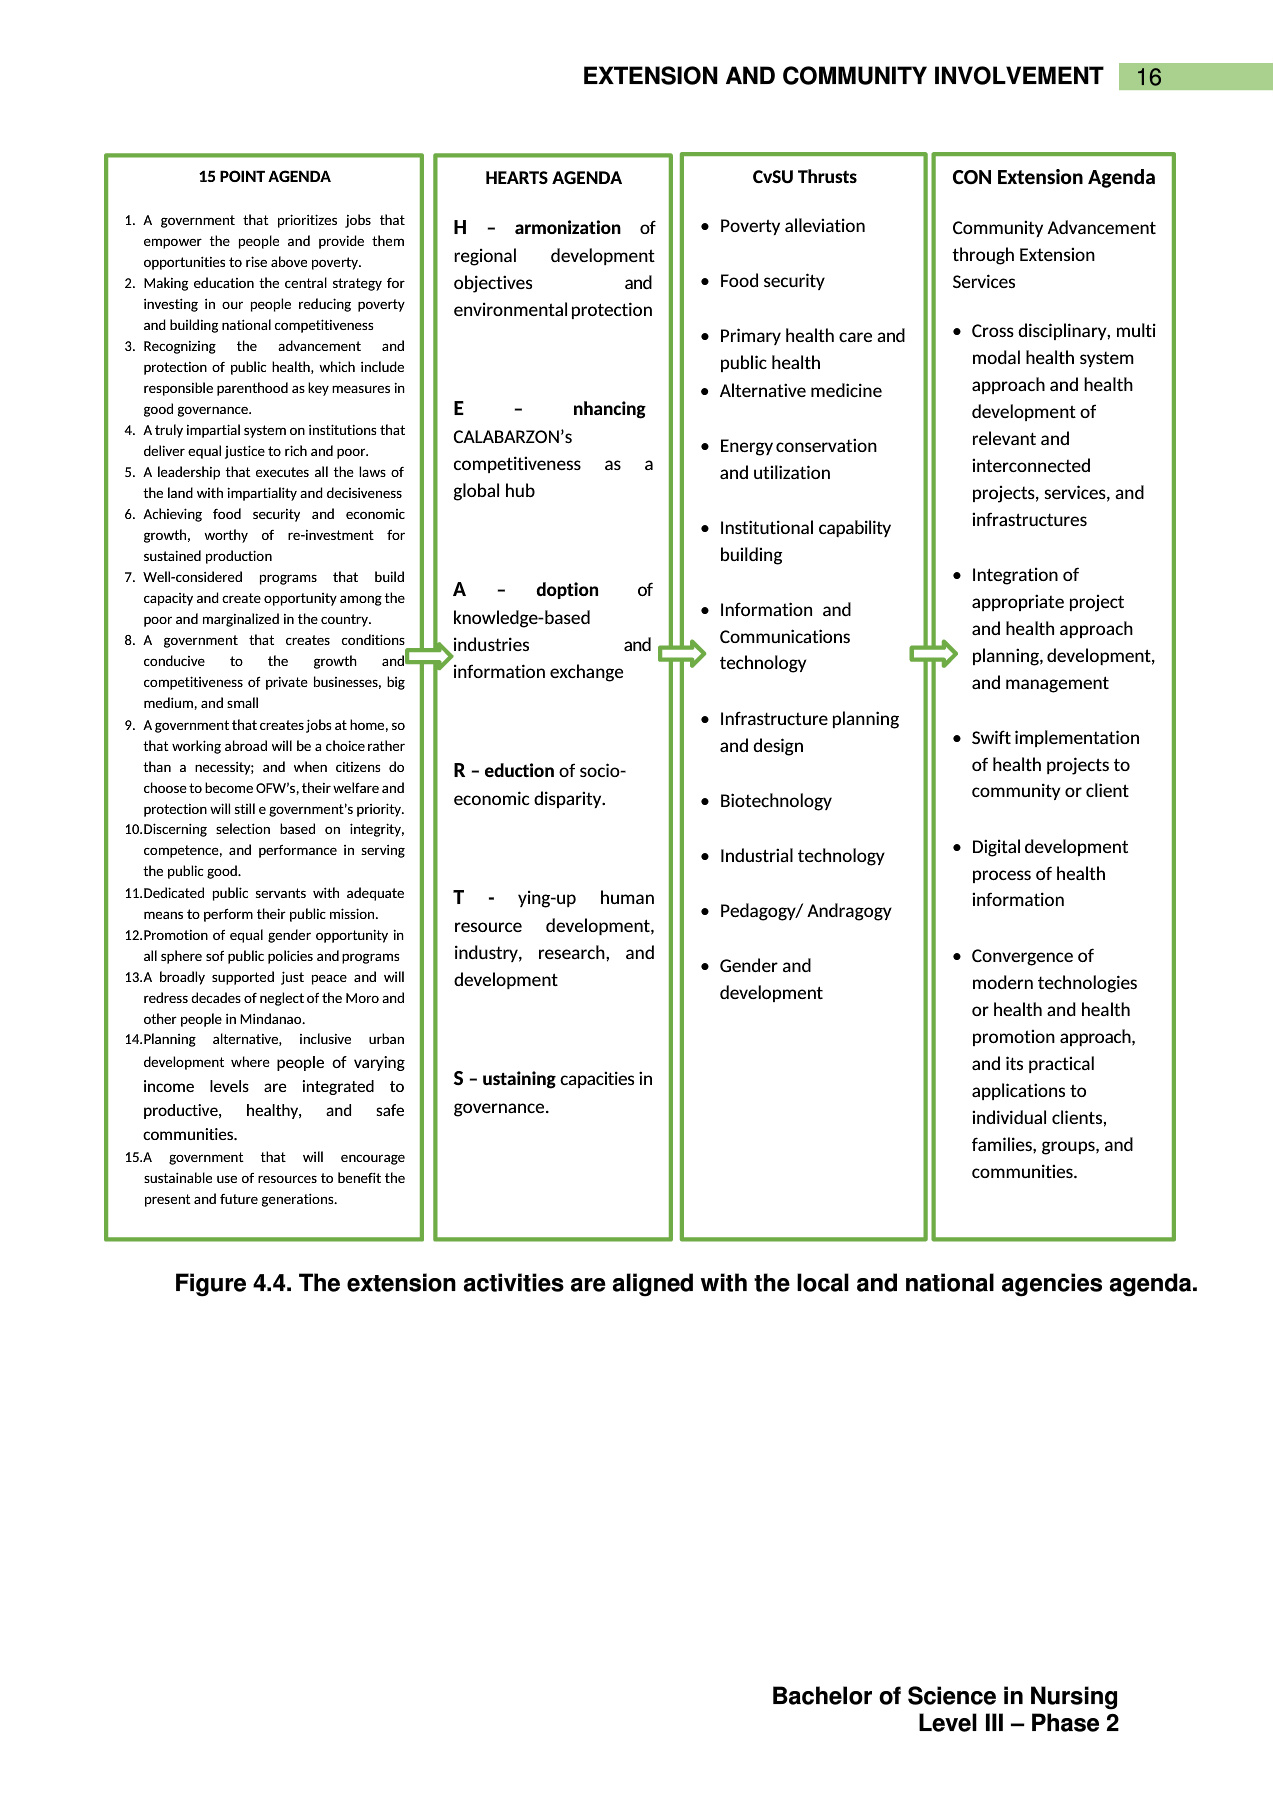 EXTENSION AND COMMUNITY INVOLVEMENT 16
15 POINT AGENDA
1. A government that prioritizes jobs that
empower the people and provide them
opportunities to rise above poverty.
2. Making education the central strategy for
investing in our people reducing poverty
and building national competitiveness
3. Recognizing the advancement and
protection of public health, which include
responsible parenthood as key measures in
good governance.
4. A truly impartial system on institutions that
deliver equal justice to rich and poor.
5. A leadership that executes all the laws of
the land with impartiality and decisiveness
6. Achieving food security and economic
growth, worthy of re-investment for
sustained production
7. Well-considered programs that build
capacity and create opportunity among the
poor and marginalized in the country.
8. A government that creates conditions
conducive to the growth and
competitiveness of private businesses, big
medium, and small
9. A government that creates jobs at home, so
that working abroad will be a choice rather
than a necessity; and when citizens do
choose to become OFW's, their welfare and
protection will still e government's priority.
10.Discerning selection based on integrity,
competence, and performance in serving
the public good.
11.Dedicated public servants with adequate
means to perform their public mission.
12.Promotion of equal gender opportunity in
all sphere sof public policies and programs
13.A broadly supported just peace and will
redress decades of neglect of the Moro and
other people in Mindanao.
14.Planning alternative, inclusive urban
development where people of varying
income levels are integrated to
productive, healthy, and safe
communities.
15.A government that will encourage
sustainable use of resources to benefit the
present and future generations.
HEARTS AGENDA
H – armonization of
regional development
objectives and
environmental protection
E – nhancing
CALABARZON’s
competitiveness as a
global hub
A – doption of
knowledge-based
industries and
information exchange
R – eduction of socio-
economic disparity.
T - ying-up human
resource development,
industry, research, and
development
S – ustaining capacities in
governance.
CvSU Thrusts
• Poverty alleviation
• Food security
• Primary health care and
public health
• Alternative medicine
• Energy conservation
and utilization
• Institutional capability
building
• Information and
Communications
technology
• Infrastructure planning
and design
• Biotechnology
• Industrial technology
• Pedagogy/ Andragogy
• Gender and
development
CON Extension Agenda
Community Advancement
through Extension
Services
• Cross disciplinary, multi
modal health system
approach and health
development of
relevant and
interconnected
projects, services, and
infrastructures
• Integration of
appropriate project
and health approach
planning, development,
and management
• Swift implementation
of health projects to
community or client
• Digital development
process of health
information
• Convergence of
modern technologies
or health and health
promotion approach,
and its practical
applications to
individual clients,
families, groups, and
communities.
Figure 4.4. The extension activities are aligned with the local and national agencies agenda.
Bachelor of Science in Nursing
Level III – Phase 2